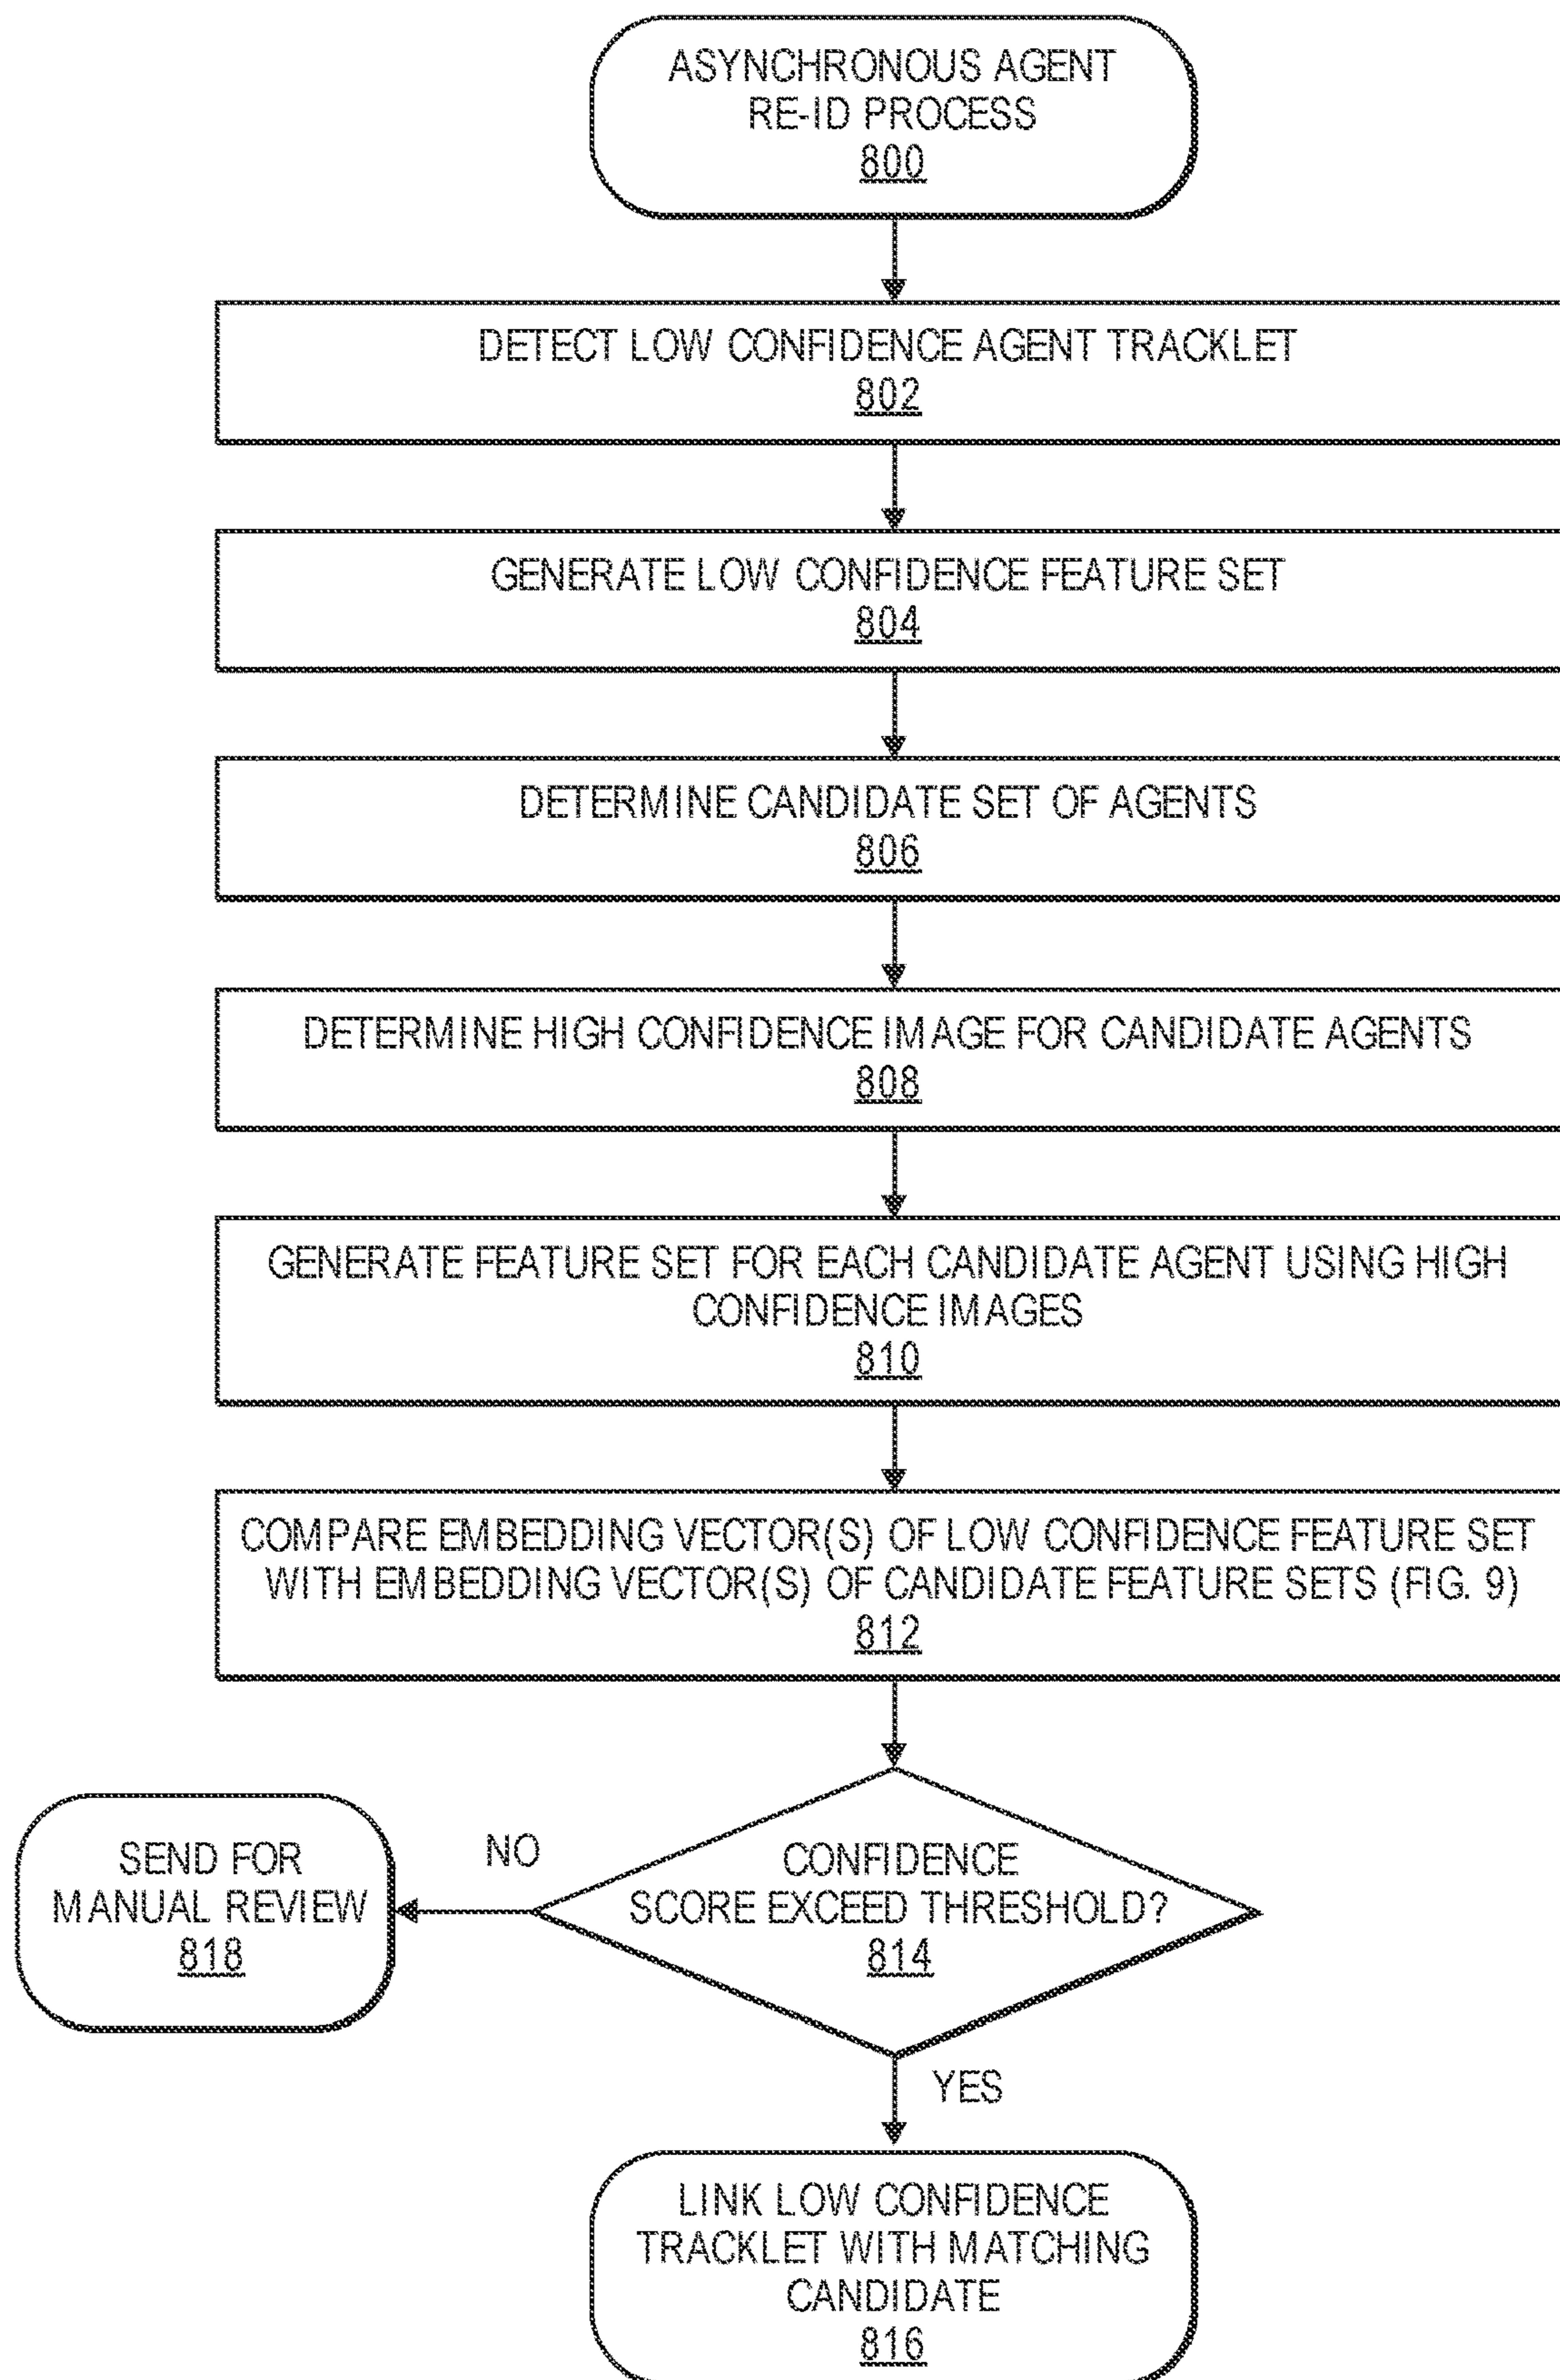 ASYNCHRONOUS AGENT
RE-ID PROCESS
800
DETECT LOW CONFIDENCE AGENT TRACKLET
802
GENERATE LOW CONFIDENCE FEATURE SET
804
DETERMINE CANDIDATE SET OF AGENTS
806
DETERMINE HIGH CONFIDENCE IMAGE FOR CANDIDATE AGENTS
808
GENERATE FEATURE SET FOR EACH CANDIDATE AGENT USING HIGH
CONFIDENCE IMAGES
810
COMPARE EMBEDDING VECTOR(S) OF LOW CONFIDENCE FEATURE SET
WITH EMBEDDING VECTOR(S) OF CANDIDATE FEATURE SETS (FIG. 9)
812
CONFIDENCE
SCORE EXCEED THRESHOLD?
814
NO
SEND FOR
MANUAL REVIEW
818
YES
LINK LOW CONFIDENCE
TRACKLET WITH MATCHING
CANDIDATE
816